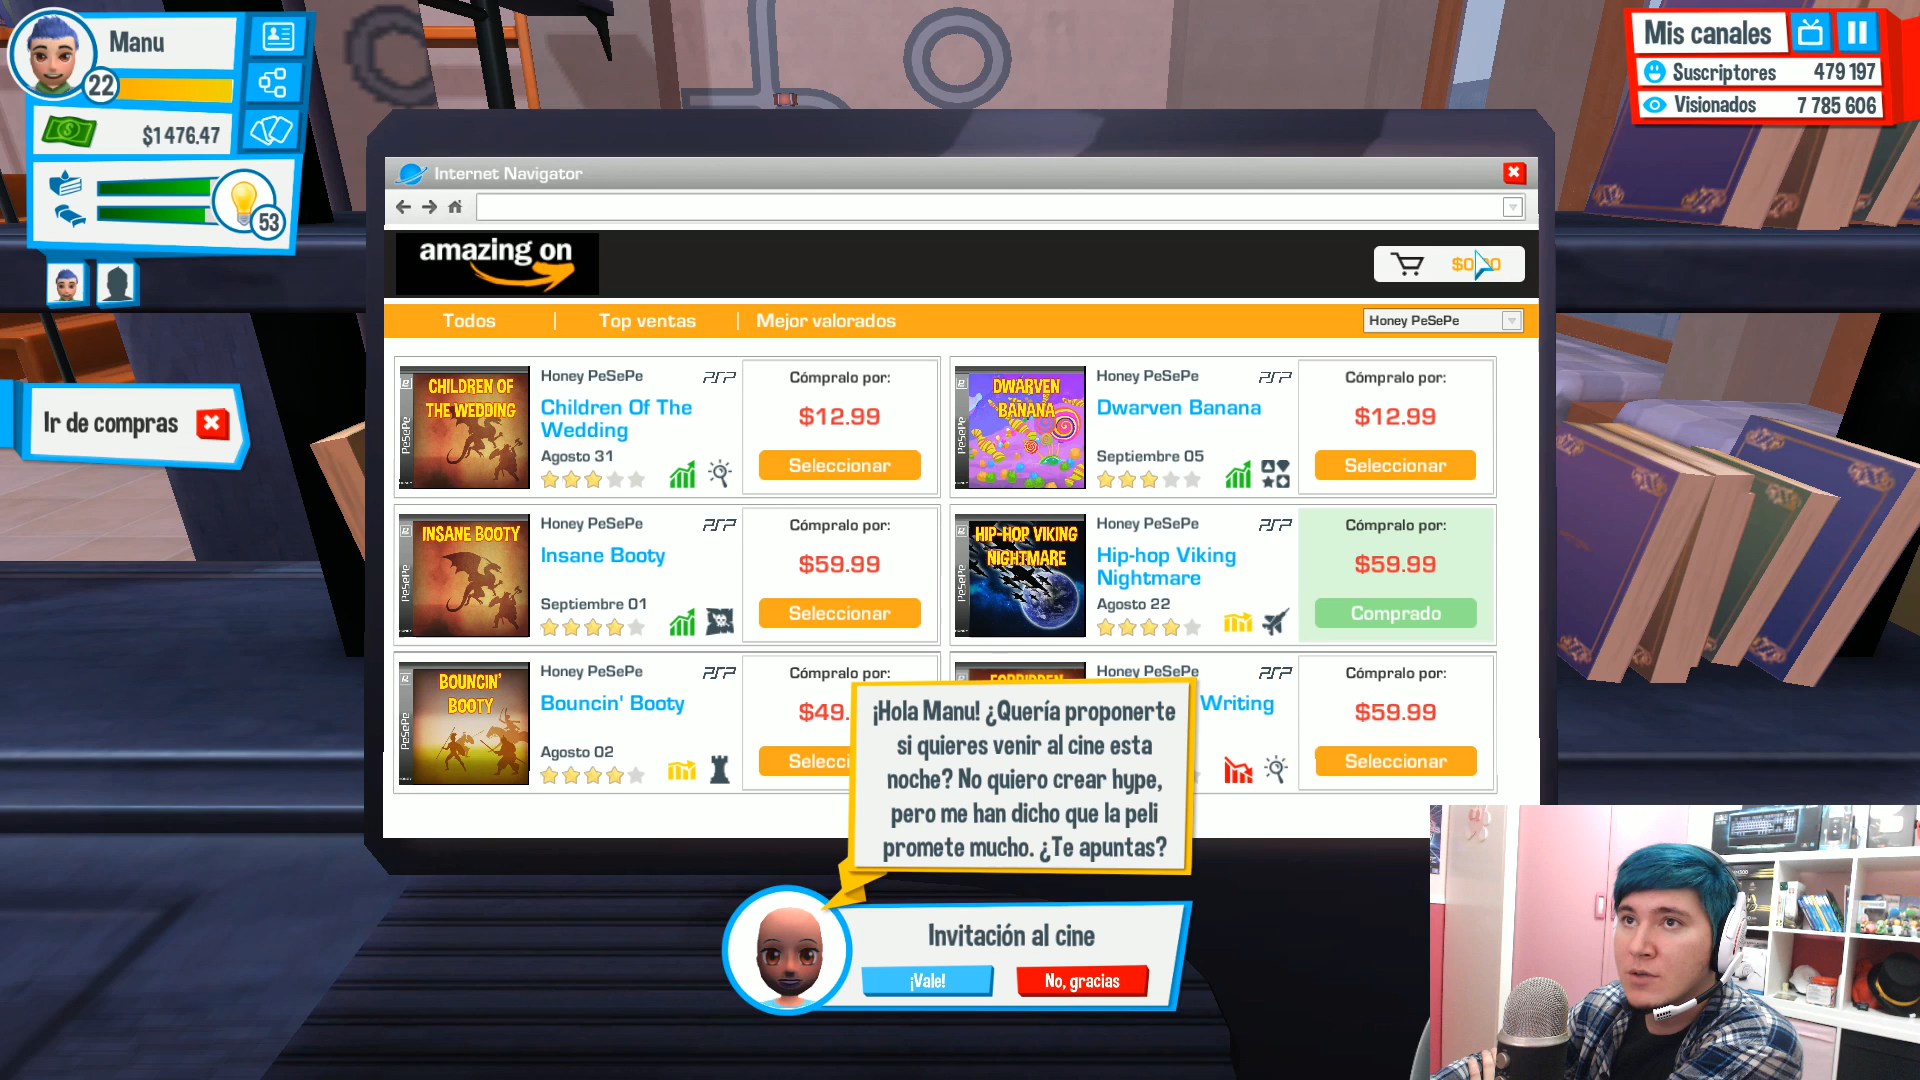 Manu
22
$1476.47
53
Ir de compras
Mis canales
Suscriptores 479 197
Visionados 7 785 606
Internet Navigator
amazing on
Todos | Top ventas | Mejor valorados
Honey PeSePe
CHILDREN OF
THE WEDDING
PeSePe
Honey PeSePe
Children Of The
Wedding
Agosto 31
Cómpralo por:
$12.99
Seleccionar
DWARVEN
BANANA
PeSePe
Honey PeSePe
Dwarven Banana
Septiembre 05
Cómpralo por:
$12.99
Seleccionar
INSANE BOOTY
PeSePe
Honey PeSePe
Insane Booty
Septiembre 01
Cómpralo por:
$59.99
Seleccionar
HIP-HOP VIKING
NIGHTMARE
PeSePe
Honey PeSePe
Hip-hop Viking
Nightmare
Agosto 22
Cómpralo por:
$59.99
Comprado
BOUNCIN'
BOOTY
PeSePe
Honey PeSePe
Bouncin' Booty
Agosto 02
Cómpralo por:
$49.
Selecci
Honey PeSePe
Writing
Cómpralo por:
$59.99
Seleccionar
¡Hola Manu! ¿Quería proponerte
si quieres venir al cine esta
noche? No quiero crear hype,
pero me han dicho que la peli
promete mucho. ¿Te apuntas?
Invitación al cine
¡Vale!
No, gracias